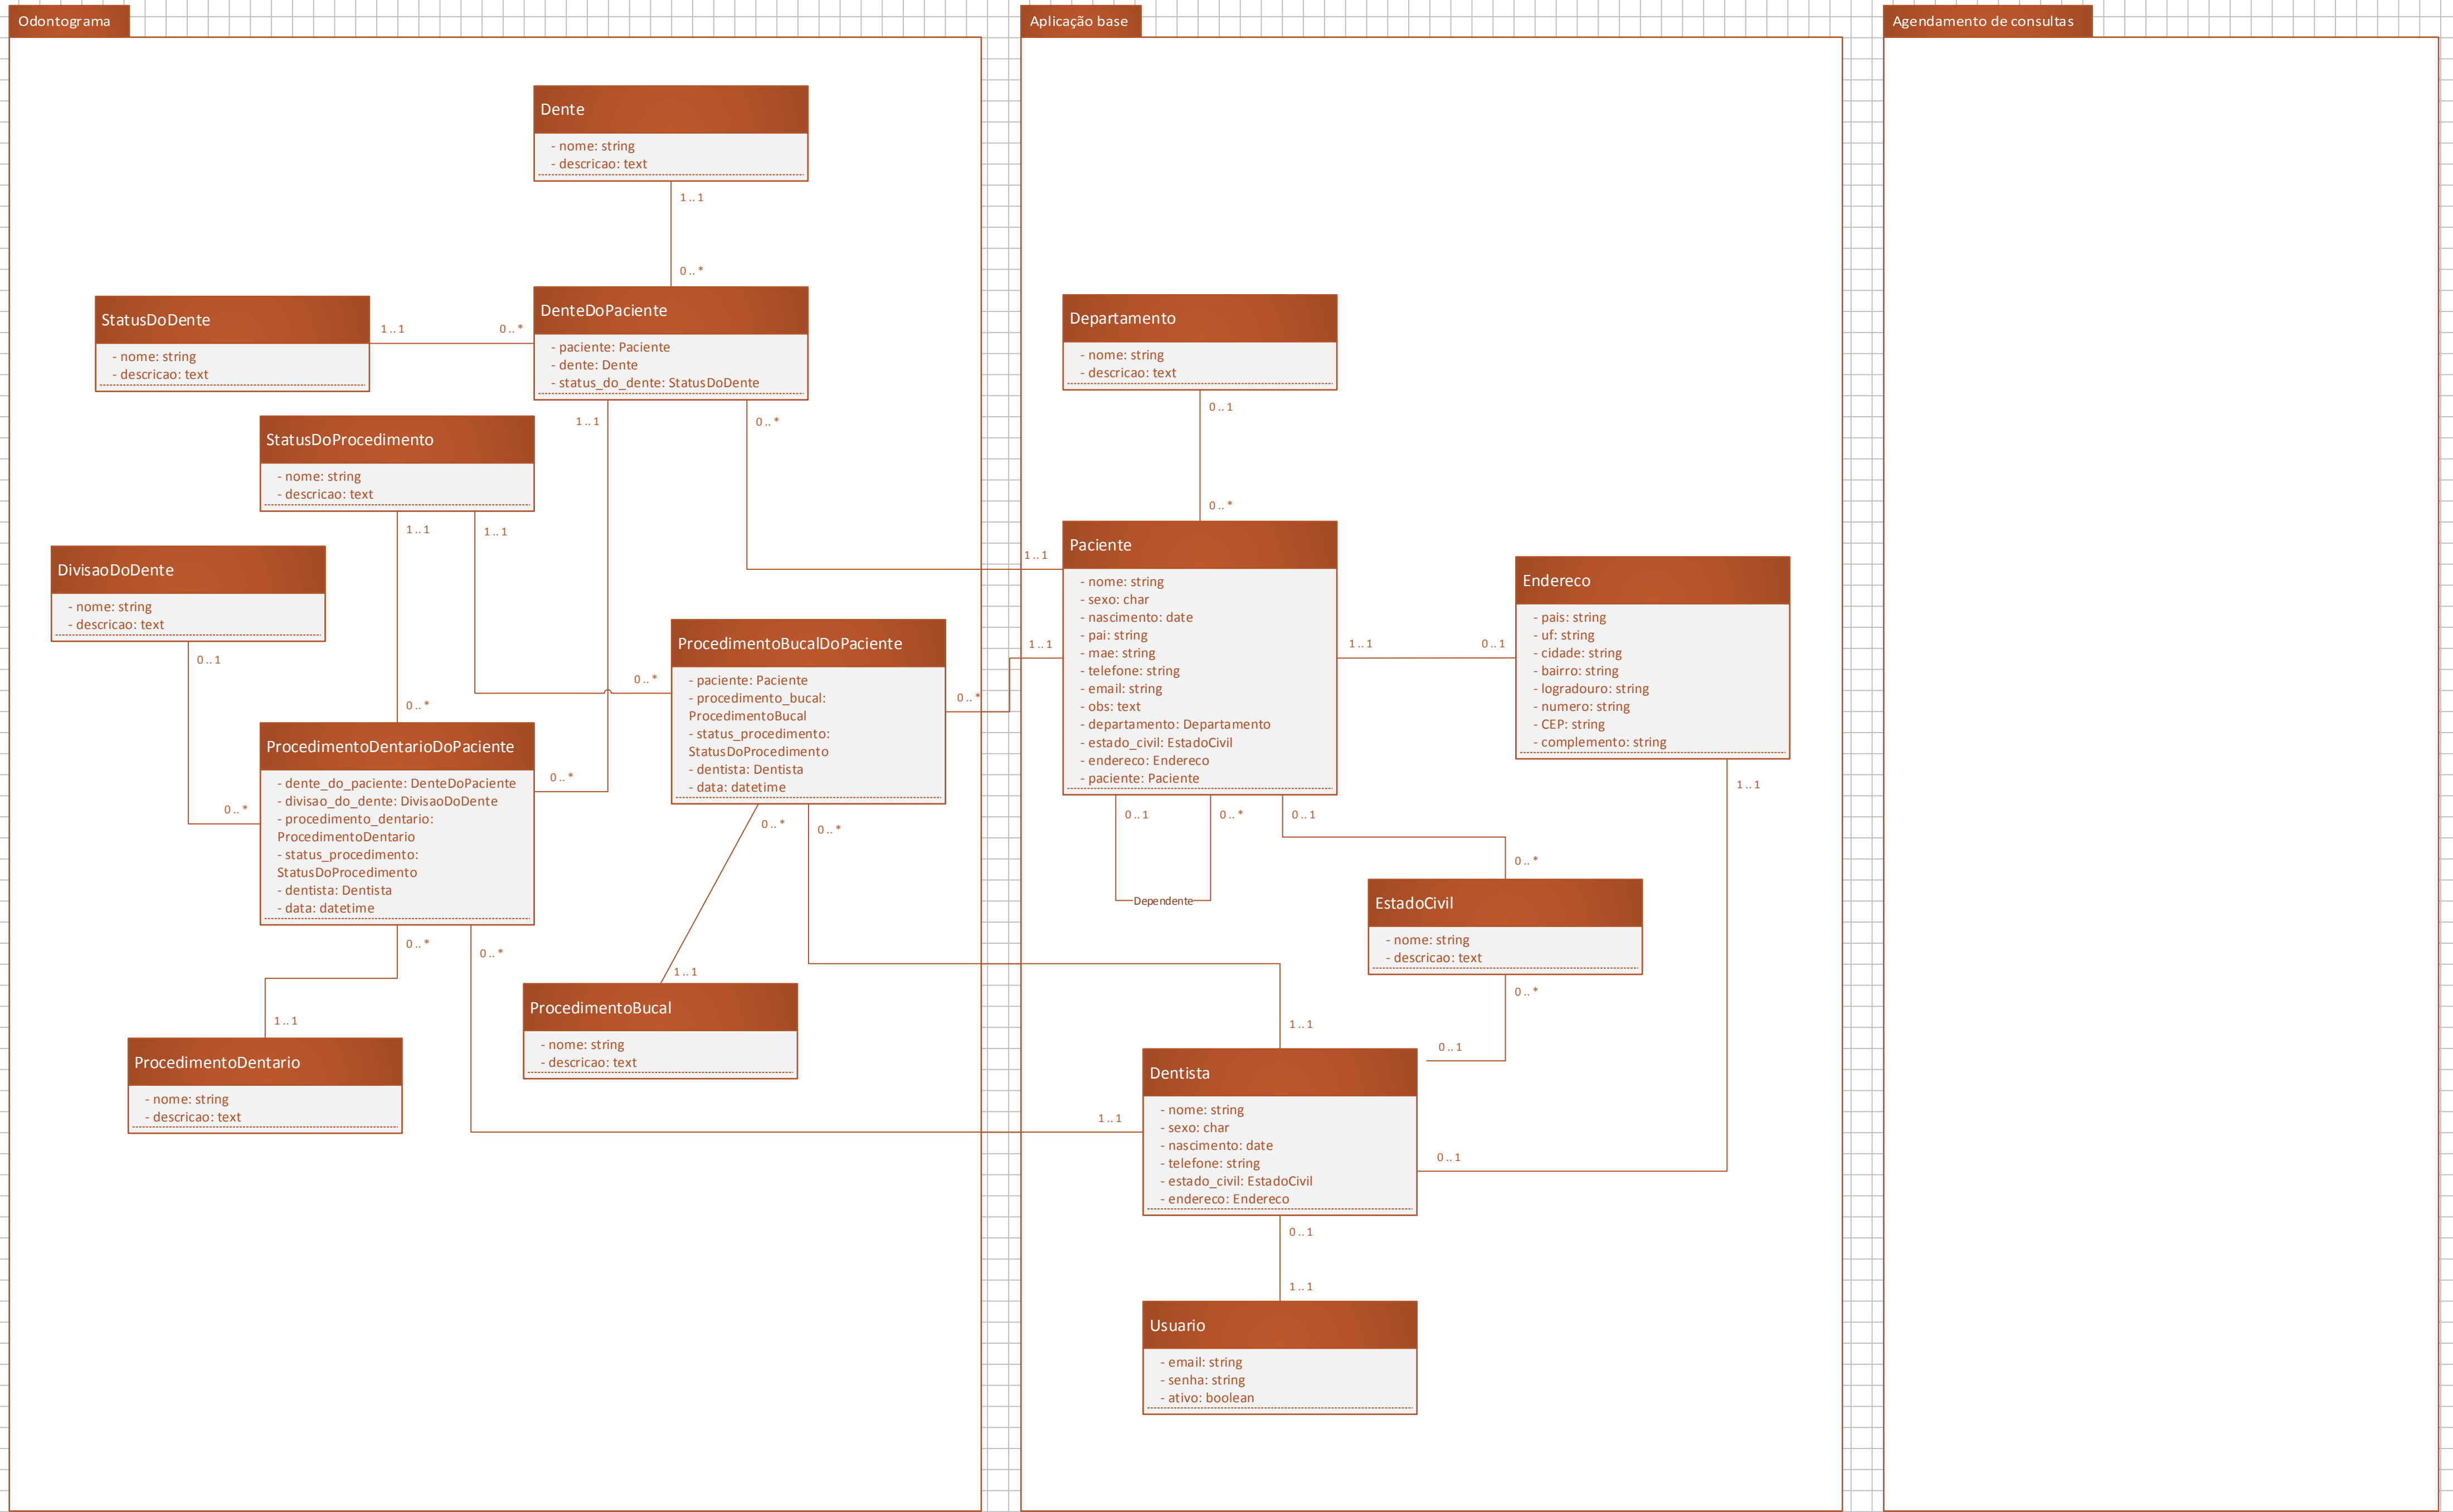 Odontograma
Dente
- nome: string
- descricao: text
1..1
0..*
StatusDoDente
- nome: string
- descricao: text
1..1
0..*
DenteDoPaciente
- paciente: Paciente
- dente: Dente
- status_do_dente: StatusDoDente
1..1
0..*
StatusDoProcedimento
- nome: string
- descricao: text
1..1
1..1
DivisaoDoDente
- nome: string
- descricao: text
0..1
0..*
0..*
ProcedimentoBucalDoPaciente
- paciente: Paciente
- procedimento_bucal:
ProcedimentoBucal
- status_procedimento:
StatusDoProcedimento
- dentista: Dentista
- data: datetime
0..*
0..*
0..*
0..*
ProcedimentoDentarioDoPaciente
- dente_do_paciente: DenteDoPaciente
- divisao_do_dente: DivisaoDoDente
- procedimento_dentario:
ProcedimentoDentario
- status_procedimento:
StatusDoProcedimento
- dentista: Dentista
- data: datetime
0..*
0..*
0..*
1..1
1..1
ProcedimentoBucal
- nome: string
- descricao: text
ProcedimentoDentario
- nome: string
- descricao: text
Aplicação base
Departamento
- nome: string
- descricao: text
0..1
0..*
1..1
1..1
Paciente
- nome: string
- sexo: char
- nascimento: date
- pai: string
- mae: string
- telefone: string
- email: string
- obs: text
- departamento: Departamento
- estado_civil: EstadoCivil
- endereco: Endereco
- paciente: Paciente
1..1
0..1
Endereco
- pais: string
- uf: string
- cidade: string
- bairro: string
- logradouro: string
- numero: string
- CEP: string
- complemento: string
1..1
0..1
0..*
0..1
Dependente
0..*
EstadoCivil
- nome: string
- descricao: text
0..*
0..1
1..1
1..1
Dentista
- nome: string
- sexo: char
- nascimento: date
- telefone: string
- estado_civil: EstadoCivil
- endereco: Endereco
0..1
0..1
1..1
Usuario
- email: string
- senha: string
- ativo: boolean
Agendamento de consultas